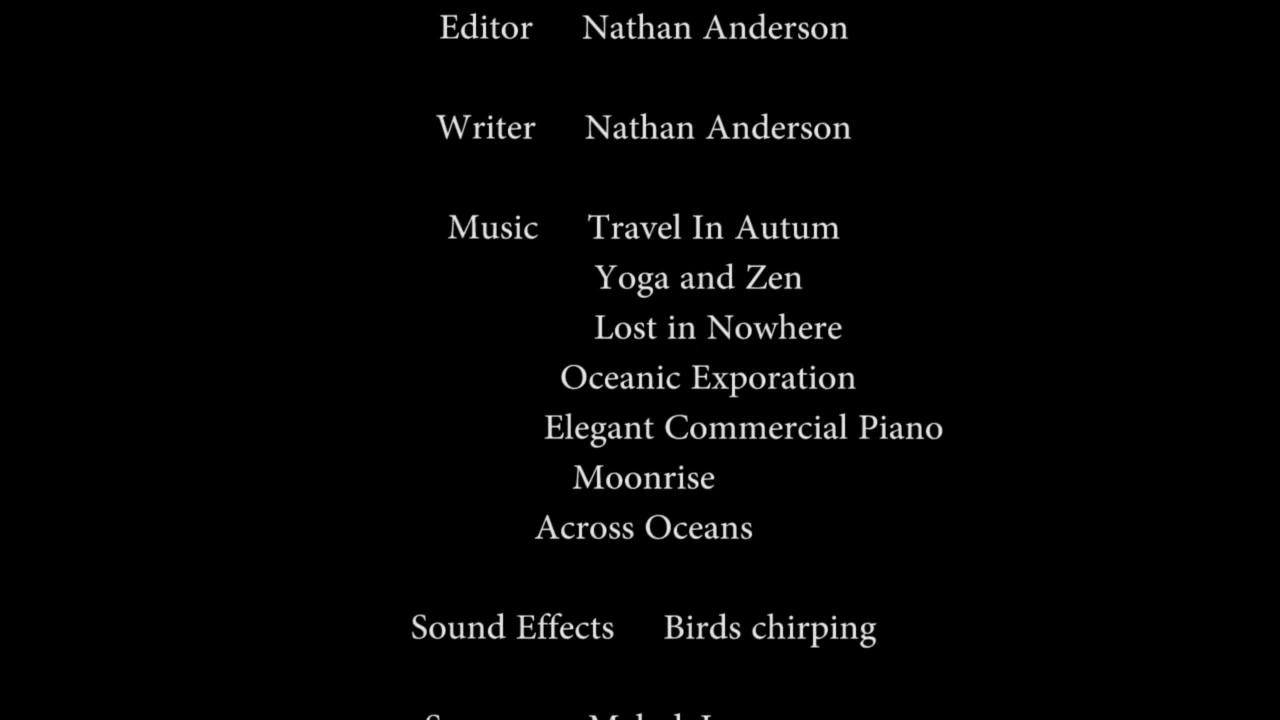 Editor Nathan Anderson
Writer Nathan Anderson
Music Travel In Autum
Yoga and Zen
Lost in Nowhere
Oceanic Exporation
Elegant Commercial Piano
Moonrise
Across Oceans
Sound Effects Birds chirping